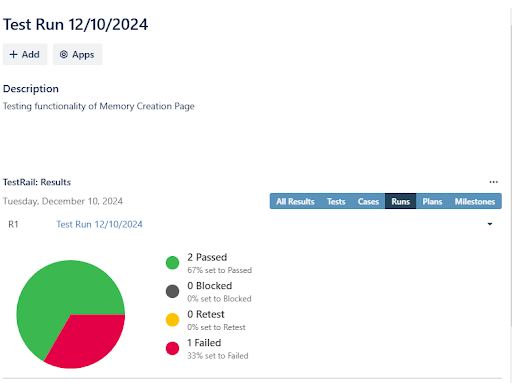 Test Run 12/10/2024
+ Add Apps
Description
Testing functionality of Memory Creation Page
TestRail: Results
Tuesday, December 10, 2024
All Results Tests Cases Runs Plans Milestones
R1 Test Run 12/10/2024
2 Passed
67% set to Passed
0 Blocked
0% set to Blocked
0 Retest
0% set to Retest
1 Failed
33% set to Failed